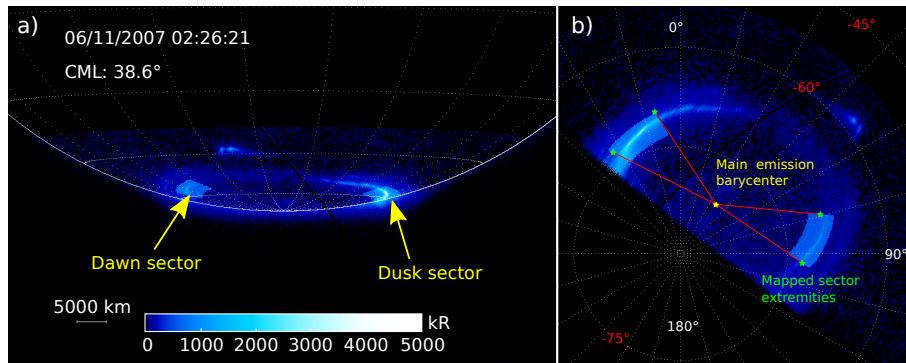 a)
06/11/2007 02:26:21
CML: 38.6°
Dawn sector
Dusk sector
5000 km
kR
0 1000 2000 3000 4000 5000
b)
0°
-45°
-60°
Main emission
barycenter
90°
Mapped sector
extremities
180°
-75°